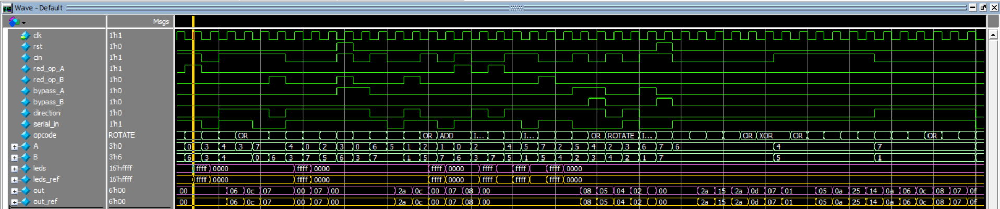 Wave - Default
Msgs
clk 1'h1
rst 1'h0
cin 1'h1
red_op_A 1'h1
red_op_B 1'h0
bypass_A 1'h0
bypass_B 1'h0
direction 1'h0
serial_in 1'h1
opcode ROTATE OR OR ADD I... I... OR ROTATE I... OR XOR OR OR
A 3'h0 0 3 4 3 7 4 0 2 3 0 6 5 1 2 1 0 2 4 5 7 2 5 4 2 3 6 7 6 4 7
B 3'h6 6 3 4 0 6 3 7 5 6 3 7 1 5 7 6 3 7 5 1 5 4 2 3 4 2 1 7 5 1
leds 16'hffff ffff 0000 ffff 0000 ffff 0000 ffff ffff ffff 0000
leds_ref 16'hffff ffff 0000 ffff 0000 ffff 0000 ffff ffff ffff 0000
out 6'h00 00 06 0c 07 00 07 00 2a 0c 00 07 08 00 08 05 04 02 00 2a 15 2a 0d 07 01 05 0a 25 14 0a 06 0c 08 07 0f
out_ref 6'h00 00 06 0c 07 00 07 00 2a 0c 00 07 08 00 08 05 04 02 00 2a 15 2a 0d 07 01 05 0a 25 14 0a 06 0c 08 07 0f